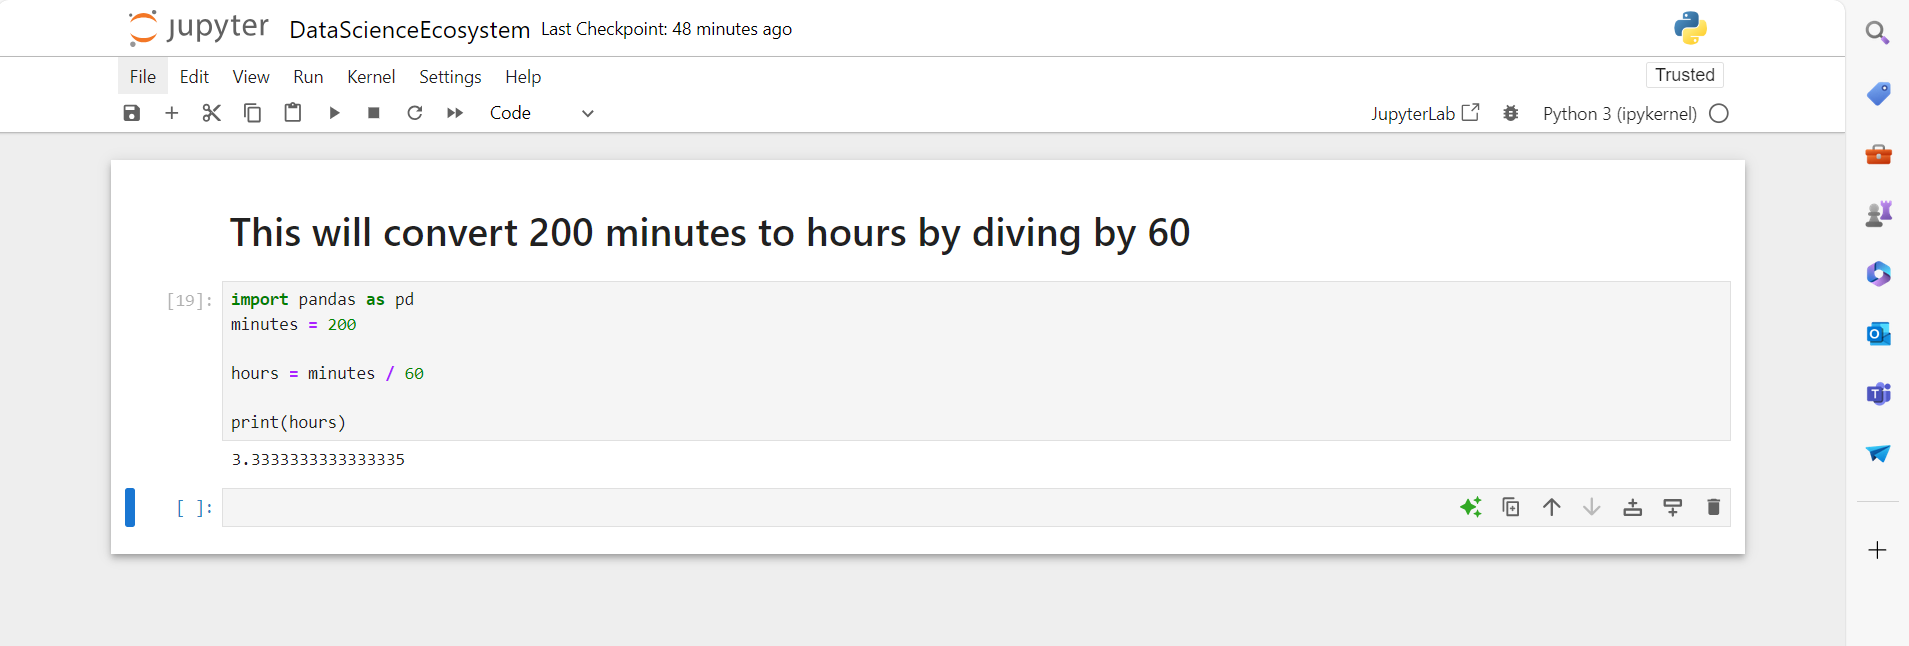 jupyter DataScienceEcosystem Last Checkpoint: 48 minutes ago
File Edit View Run Kernel Settings Help Trusted
Code JupyterLab Python 3 (ipykernel)
This will convert 200 minutes to hours by diving by 60
[19]: import pandas as pd
minutes = 200
hours = minutes / 60
print(hours)
3.3333333333333335
[ ]: